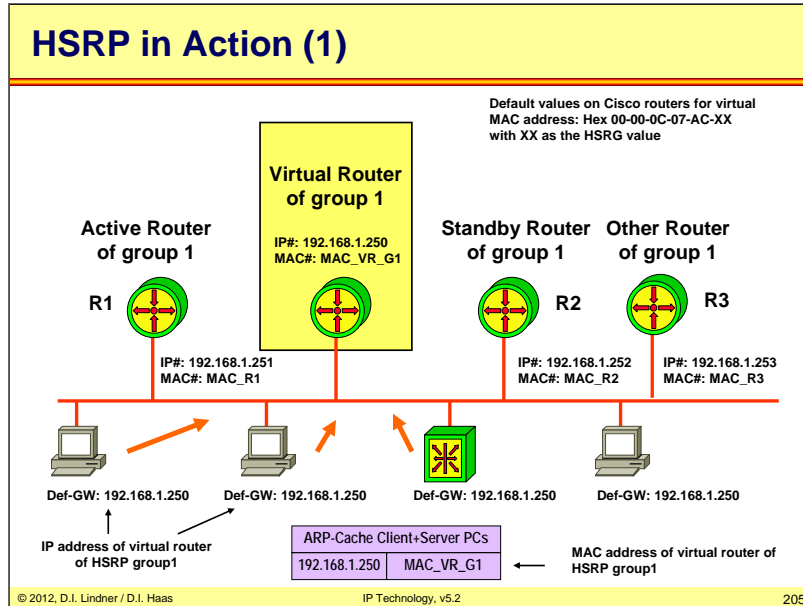 HSRP in Action (1)
Default values on Cisco routers for virtual
MAC address: Hex 00-00-0C-07-AC-XX
with XX as the HSRG value
Virtual Router
of group 1
IP#: 192.168.1.250
MAC#: MAC_VR_G1
Active Router
of group 1
Standby Router
of group 1
Other Router
of group 1
R1
R2
R3
IP#: 192.168.1.251
MAC#: MAC_R1
IP#: 192.168.1.252
MAC#: MAC_R2
IP#: 192.168.1.253
MAC#: MAC_R3
Def-GW: 192.168.1.250
Def-GW: 192.168.1.250
Def-GW: 192.168.1.250
Def-GW: 192.168.1.250
IP address of virtual router
of HSRP group1
ARP-Cache Client+Server PCs
192.168.1.250 MAC_VR_G1
MAC address of virtual router of
HSRP group1
© 2012, D.I. Lindner / D.I. Haas
IP Technology, v5.2
205